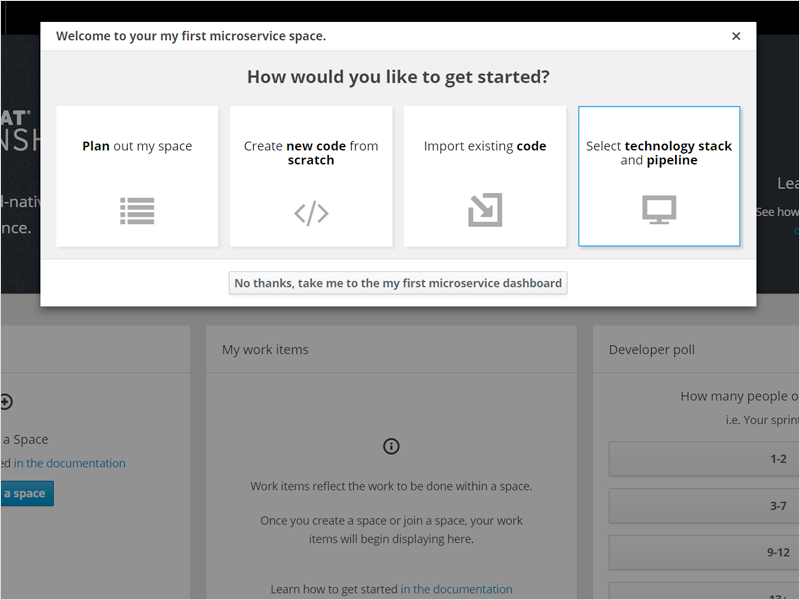 Welcome to your my first microservice space.
How would you like to get started?
Plan out my space
Create new code from
scratch
Import existing code
Select technology stack
and pipeline
No thanks, take me to the my first microservice dashboard
AT
NSH
d-nativ
nce.
Lea
See how
My work items
Developer poll
a Space
ed in the documentation
a space
Work items reflect the work to be done within a space.
Once you create a space or join a space, your work
items will begin displaying here.
Learn how to get started in the documentation
How many people o
i.e. Your sprint
1-2
3-7
9-12